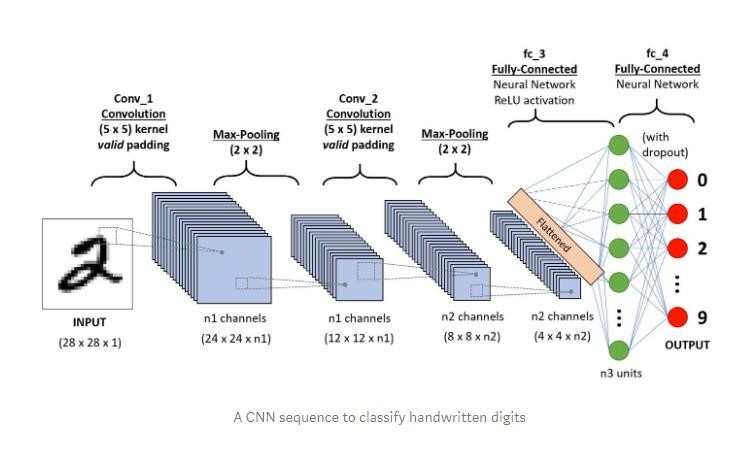 fc_3
Fully-Connected
Neural Network
ReLU activation
fc_4
Fully-Connected
Neural Network
Conv_1
Convolution
(5 x 5) kernel
valid padding
Max-Pooling
(2 x 2)
Conv_2
Convolution
(5 x 5) kernel
valid padding
Max-Pooling
(2 x 2)
(with
dropout)
Flattened
0
1
2
9
OUTPUT
INPUT
(28 x 28 x 1)
n1 channels
(24 x 24 x n1)
n1 channels
(12 x 12 x n1)
n2 channels
(8 x 8 x n2)
n2 channels
(4 x 4 x n2)
n3 units
2
A CNN sequence to classify handwritten digits